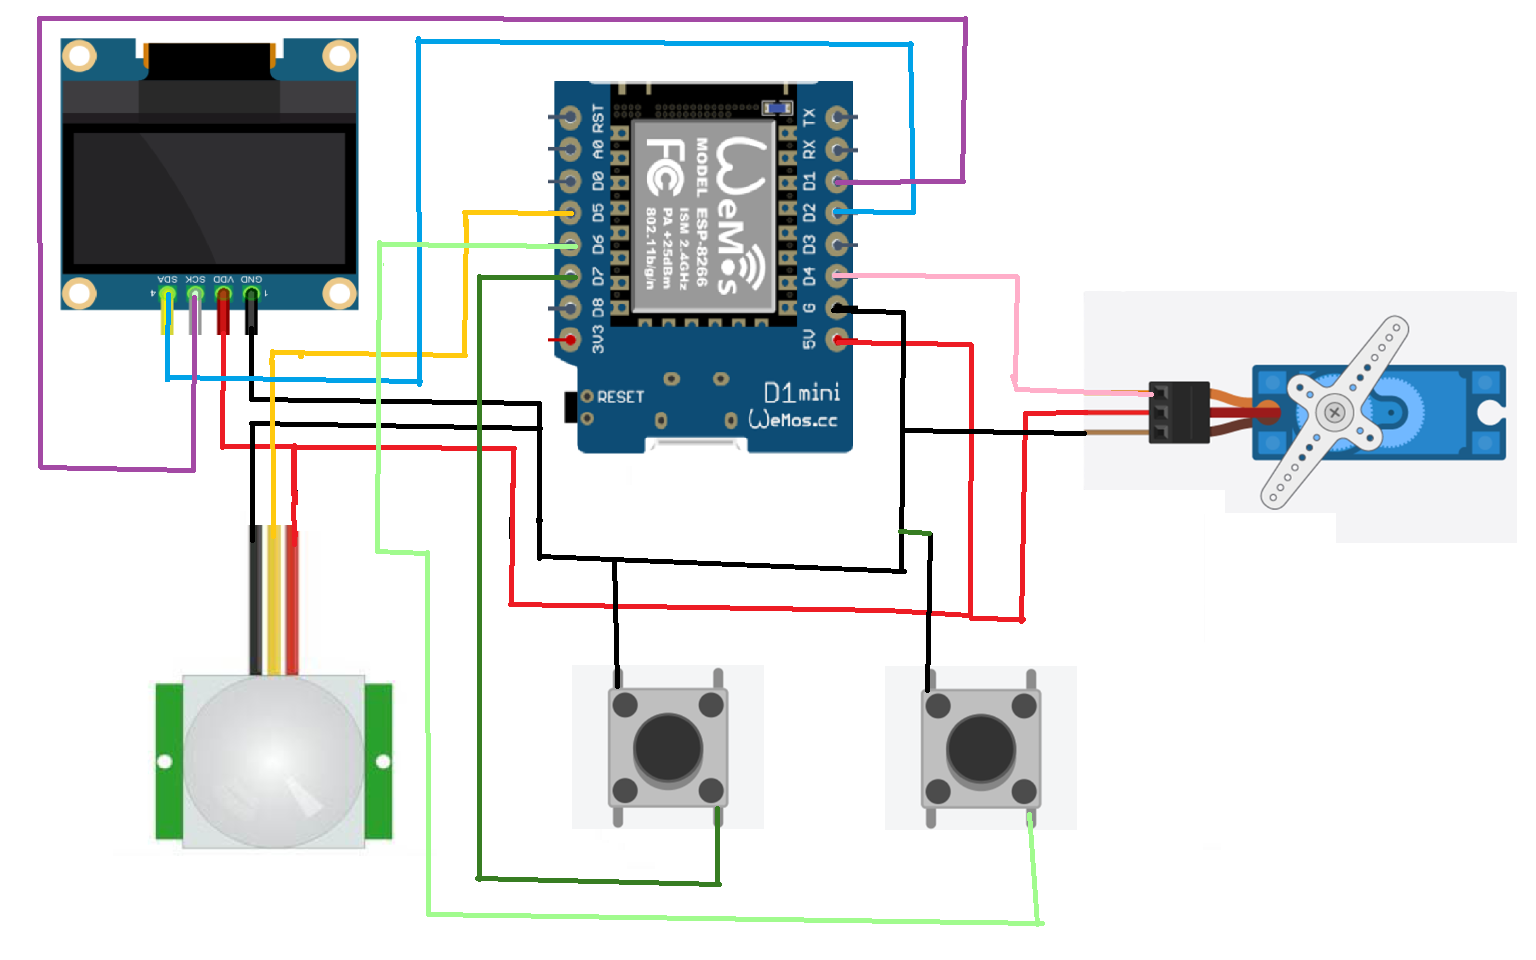 4 SDA SCK VDD GND 1
RST
A0
D0
D5
D6
D7
D8
3V3
TX
RX
D1
D2
D3
D4
G
5V
WeMos
MODEL ESP-8266
ISM 2.4GHz
PA +25dBm
802.11b/g/n
FC
RESET
D1mini
WeMos.cc